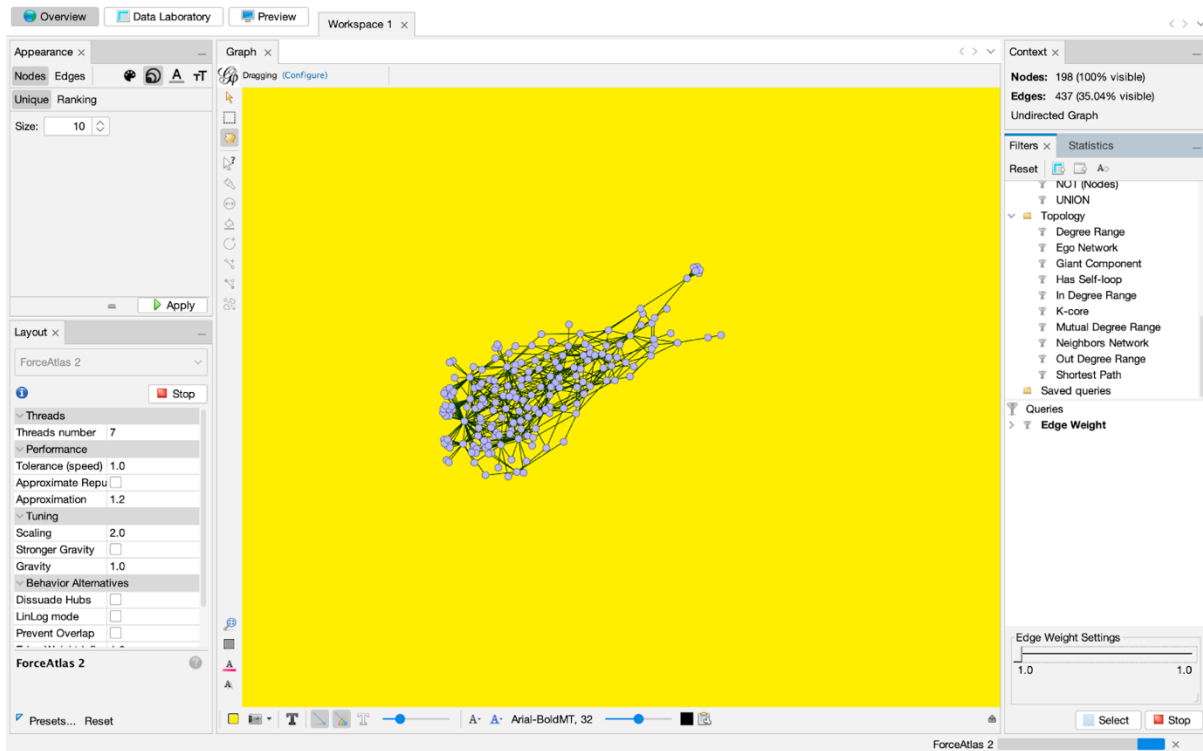 Overview Data Laboratory Preview Workspace 1 ×
Appearance ×
Nodes Edges A тT
Unique Ranking
Size: 10
Apply
Layout ×
ForceAtlas 2
Stop
Threads
Threads number 7
Performance
Tolerance (speed) 1.0
Approximate Repu
Approximation 1.2
Tuning
Scaling 2.0
Stronger Gravity
Gravity 1.0
Behavior Alternatives
Dissuade Hubs
LinLog mode
Prevent Overlap
ForceAtlas 2
Presets... Reset
Graph ×
Dragging (Configure)
A
A
T T A- A- Arial-BoldMT, 32
Context ×
Nodes: 198 (100% visible)
Edges: 437 (35.04% visible)
Undirected Graph
Filters × Statistics
Reset
NOT (Nodes)
UNION
Topology
Degree Range
Ego Network
Giant Component
Has Self-loop
In Degree Range
K-core
Mutual Degree Range
Neighbors Network
Out Degree Range
Shortest Path
Saved queries
Queries
Edge Weight
Edge Weight Settings
1.0 1.0
Select Stop
ForceAtlas 2